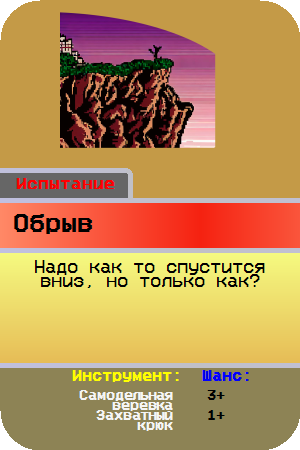 Испытание
Обрыв
Надо как то спустится
вниз, но только как?
Инструмент: Шанс:
Самодельная 3+
веревка
Захватный 1+
крюк